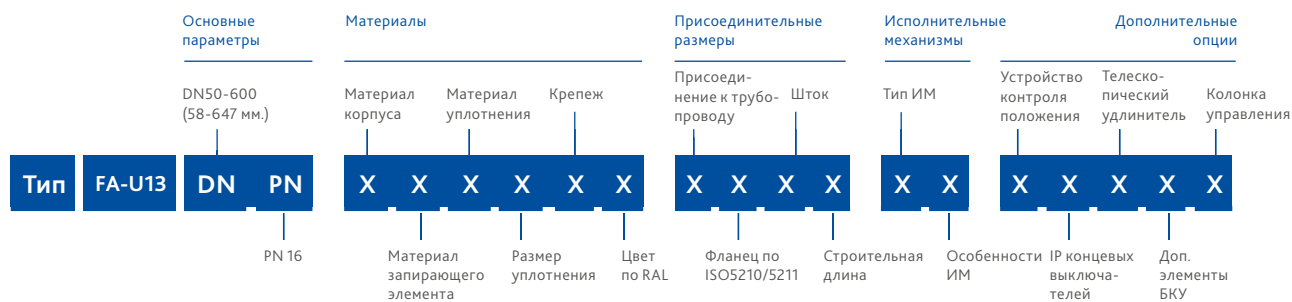 Основные
параметры
Материалы
Присоединительные
размеры
Исполнительные
механизмы
Дополнительные
опции
DN50-600
(58-647 мм.)
Материал
корпуса
Материал
уплотнения
Крепеж
Присоеди-
нение к трубо-
проводу
Шток
Тип ИМ
Устройство
контроля
положения
Телеско-
пический
удлинитель
Колонка
управления
Тип FA-U13 DN PN X X X X X X X X X X X X X X X X X
PN 16
Материал
запирающего
элемента
Размер
уплотнения
Цвет
по RAL
Фланец по
ISO5210/5211
Строительная
длина
Особенности
ИМ
IP концевых
выключа-
телей
Доп.
элементы
БКУ